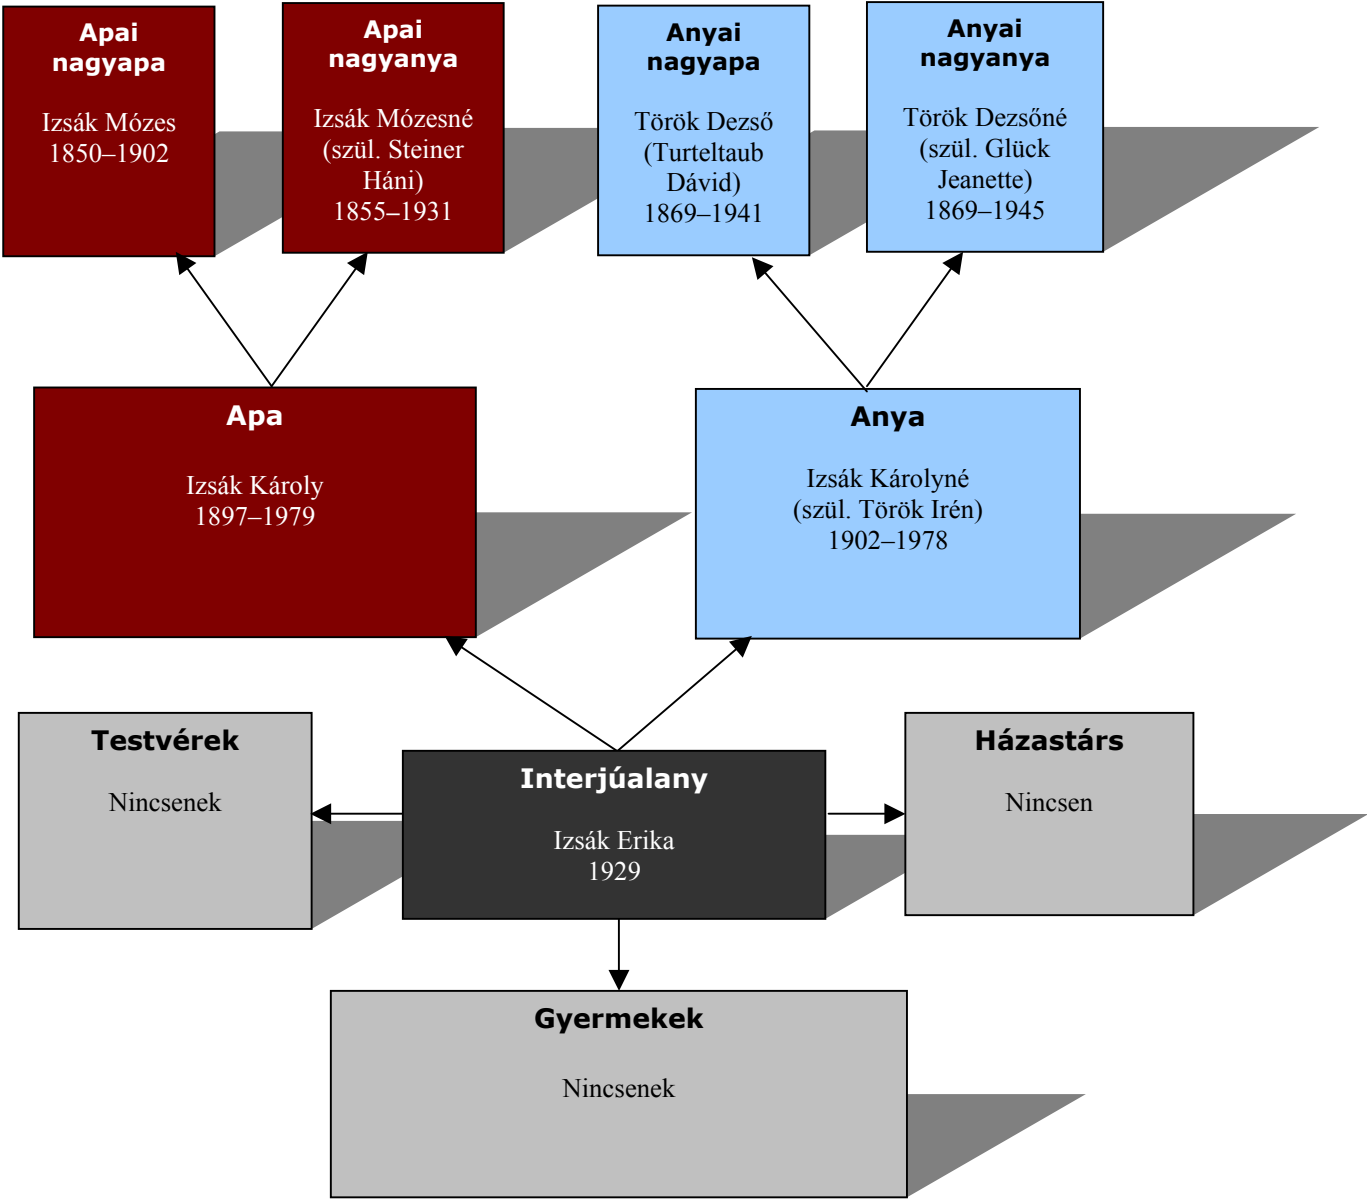 Apai
nagyapa
Izsák Mózes
1850–1902
Apai
nagyanya
Izsák Mózesné
(szül. Steiner
Háni)
1855–1931
Anyai
nagyapa
Török Dezső
(Turteltaub
Dávid)
1869–1941
Anyai
nagyanya
Török Dezsőné
(szül. Glück
Jeanette)
1869–1945
Apa
Izsák Károly
1897–1979
Anya
Izsák Károlyné
(szül. Török Irén)
1902–1978
Testvérek
Nincsenek
Interjúalany
Izsák Erika
1929
Házastárs
Nincsen
Gyermekek
Nincsenek